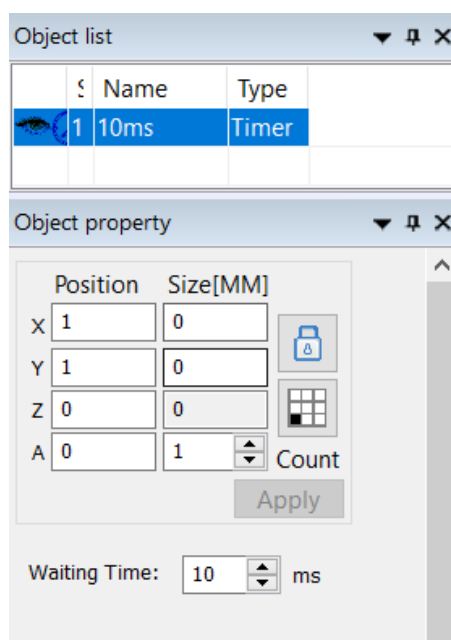 Object list
Name Type
1 10ms Timer
Object property
Position Size[MM]
X 1 0
Y 1 0
Z 0 0
A 0 1 Count
Apply
Waiting Time: 10 ms